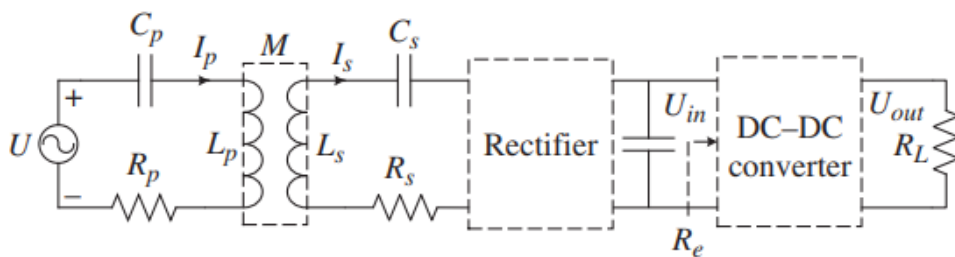 C_p
I_p
M
I_s
C_s
+
U
−
L_p
L_s
R_p
R_s
Rectifier
U_in
R_e
DC–DC
converter
U_out
R_L